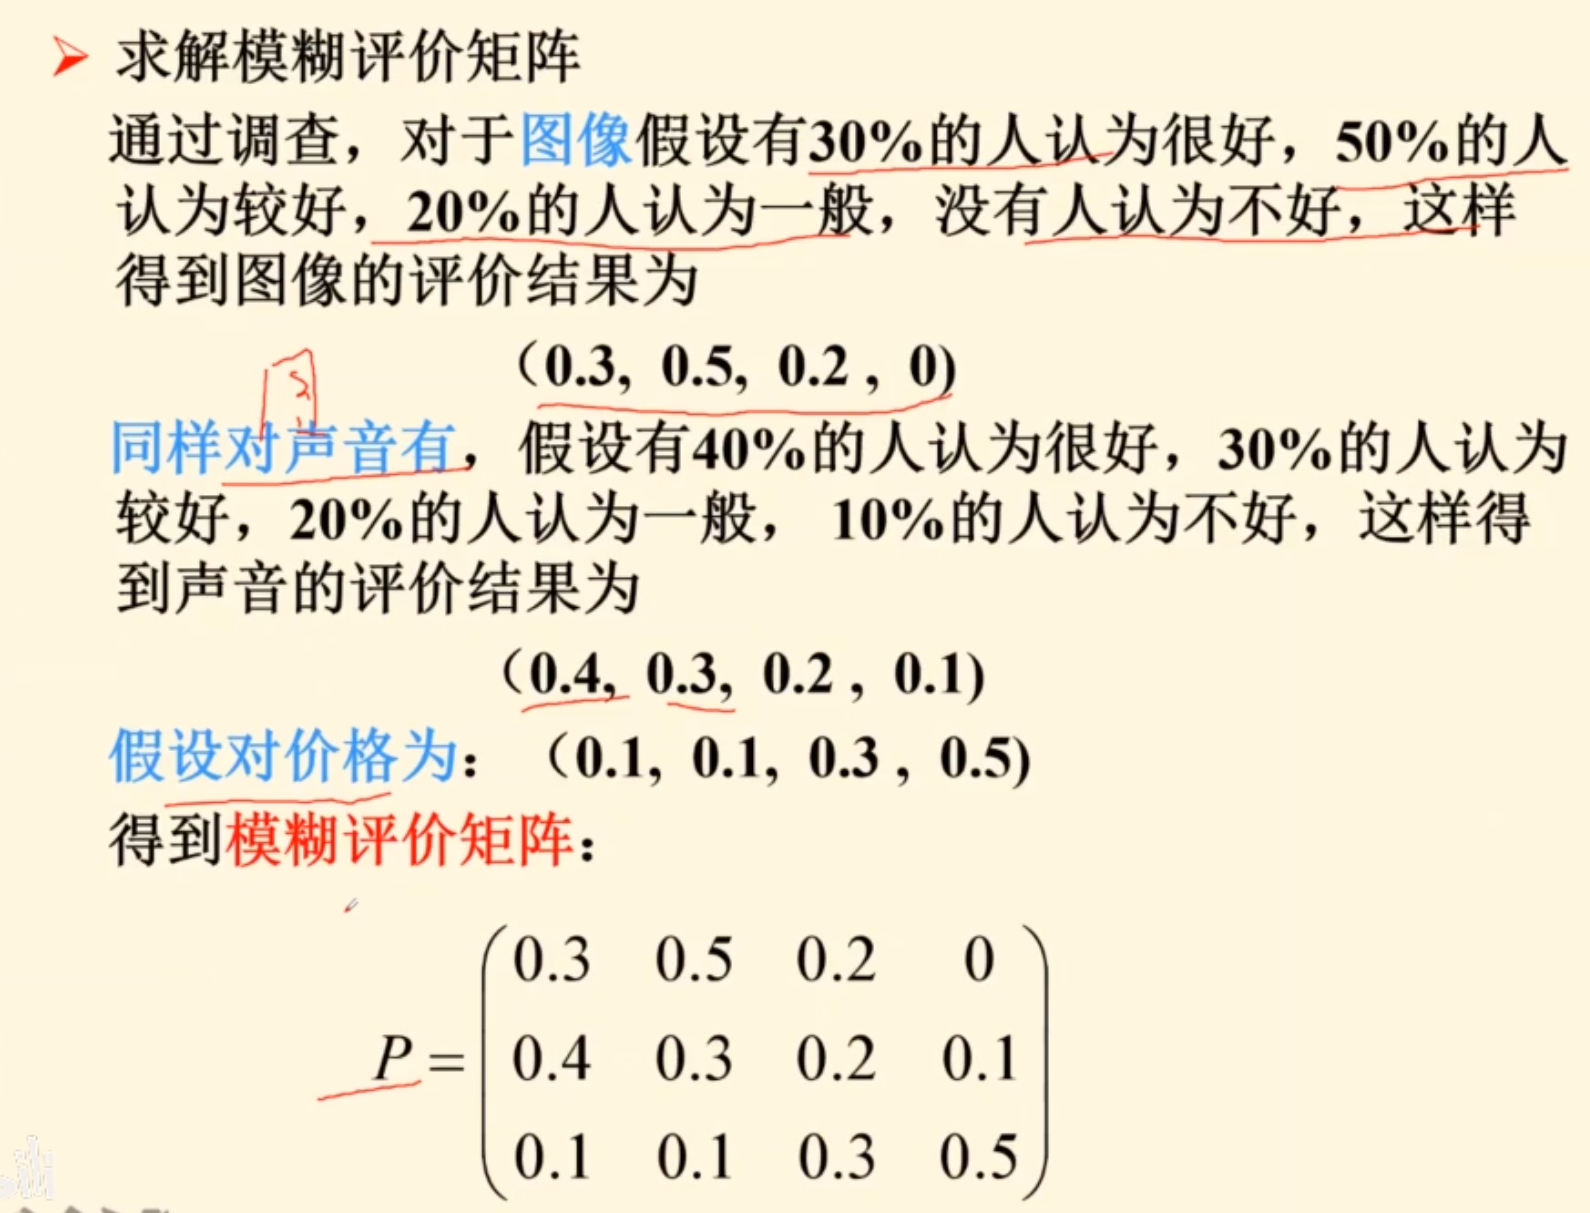 ➢ 求解模糊评价矩阵
通过调查，对于图像假设有30%的人认为很好，50%的人
认为较好，20%的人认为一般，没有人认为不好，这样
得到图像的评价结果为
（0.3, 0.5, 0.2 , 0)
同样对声音有，假设有40%的人认为很好，30%的人认为
较好，20%的人认为一般， 10%的人认为不好，这样得
到声音的评价结果为
（0.4, 0.3, 0.2 , 0.1)
假设对价格为：（0.1, 0.1, 0.3 , 0.5)
得到模糊评价矩阵：
0.3 0.5 0.2 0
P = 0.4 0.3 0.2 0.1
0.1 0.1 0.3 0.5